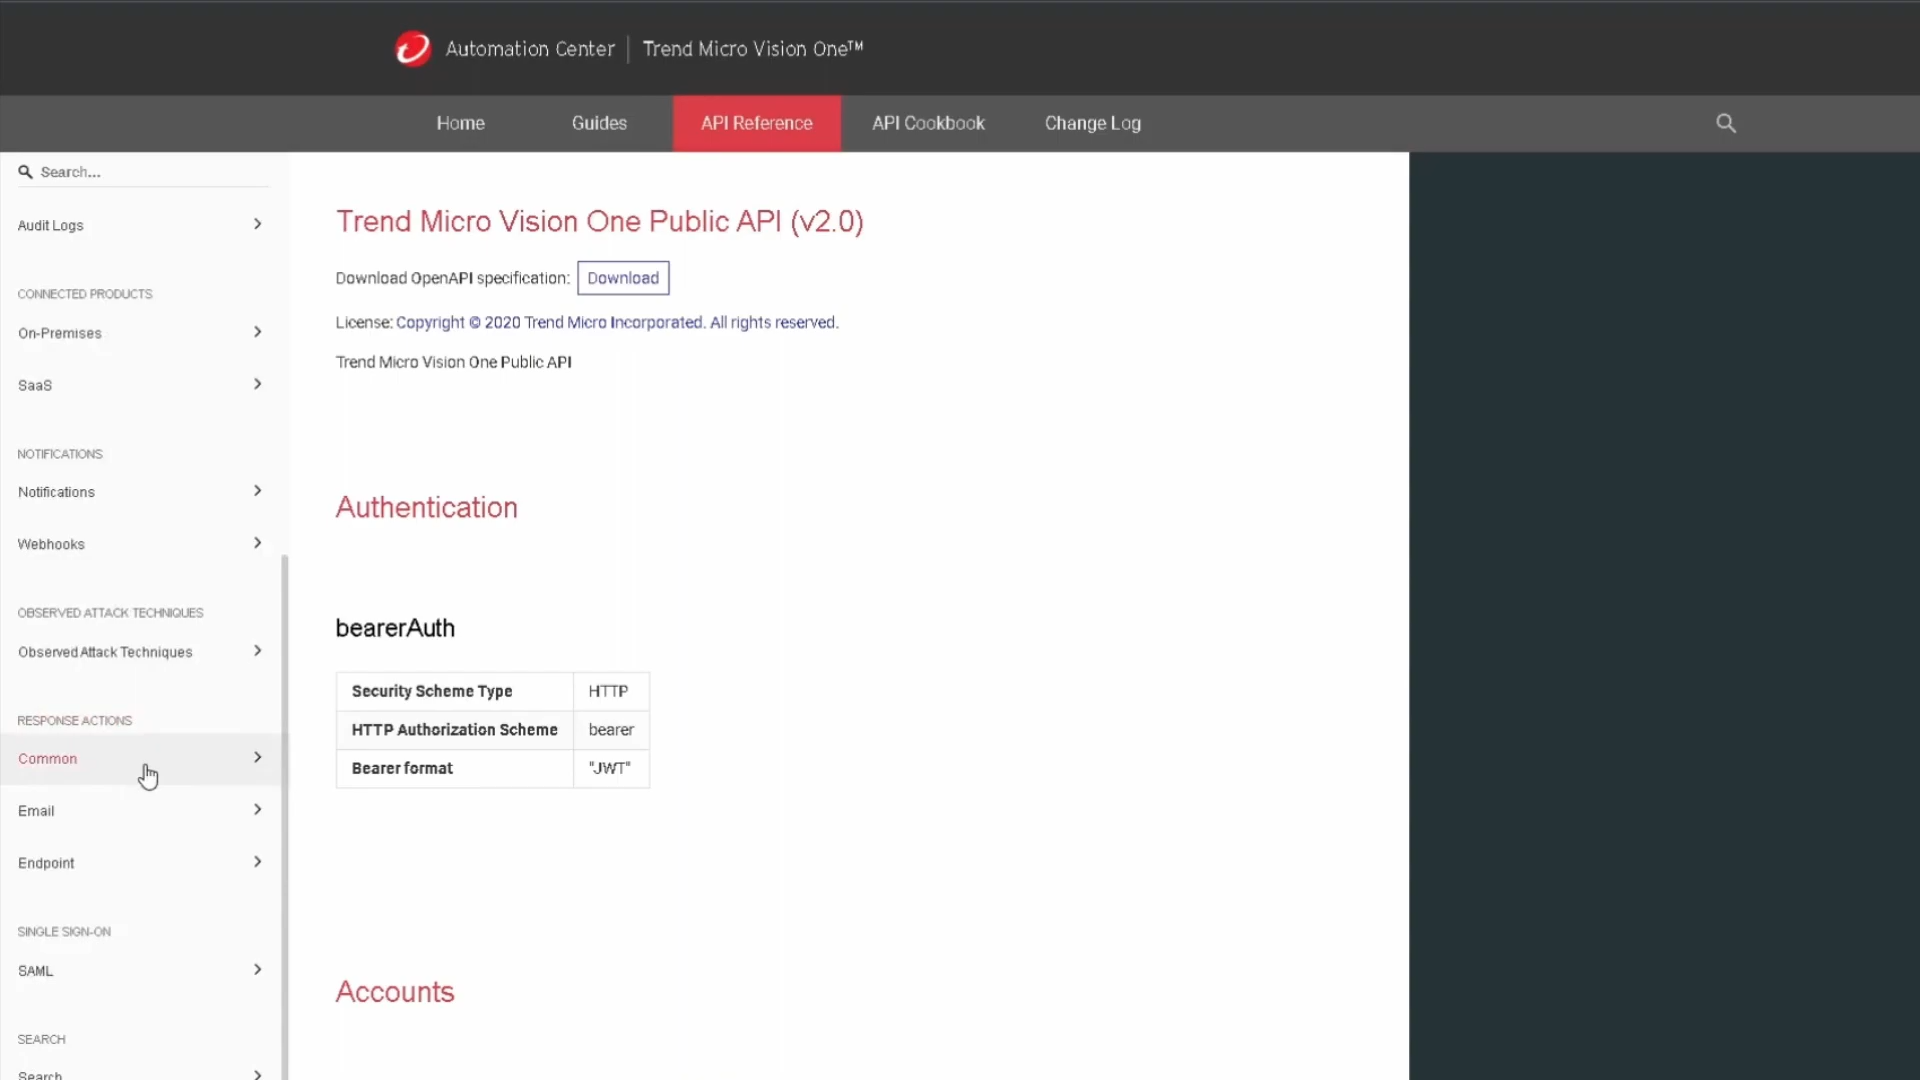 Automation Center | Trend Micro Vision One™
Home Guides API Reference API Cookbook Change Log
Search...
Audit Logs
CONNECTED PRODUCTS
On-Premises
SaaS
NOTIFICATIONS
Notifications
Webhooks
OBSERVED ATTACK TECHNIQUES
Observed Attack Techniques
RESPONSE ACTIONS
Common
Email
Endpoint
SINGLE SIGN-ON
SAML
SEARCH
Search
Trend Micro Vision One Public API (v2.0)
Download OpenAPI specification: Download
License: Copyright © 2020 Trend Micro Incorporated. All rights reserved.
Trend Micro Vision One Public API
Authentication
bearerAuth
Security Scheme Type HTTP
HTTP Authorization Scheme bearer
Bearer format "JWT"
Accounts